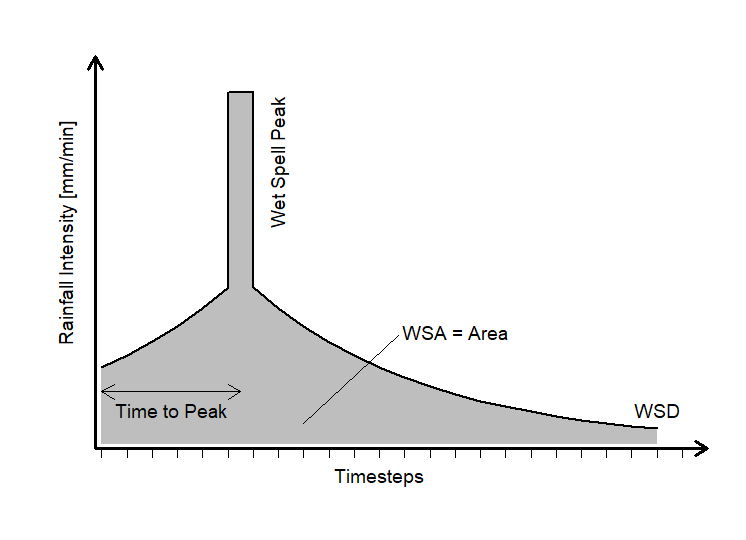 Rainfall Intensity [mm/min]
Wet Spell Peak
WSA = Area
Time to Peak
WSD
Timesteps